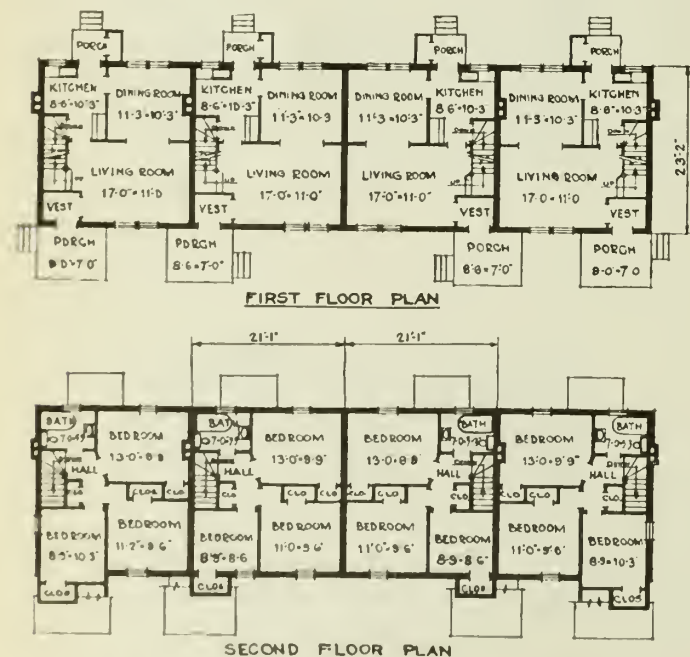 PORCH PORCH PORCH PORCH
KITCHEN DINING ROOM KITCHEN DINING ROOM DINING ROOM KITCHEN DINING ROOM KITCHEN
8-6"×10'-3" 11-3×10'-3" 8-6"×10-3" 11-3×10'-3 11-3×10'-3" 8'-6"×10-3 11-3×10'-3" 8-8"×10-3"
LIVING ROOM LIVING ROOM LIVING ROOM LIVING ROOM
17'-0"×11'-0 17-0"×11-0" 17-0"×11-0" 17-0×11-0
UP UP UP UP
VEST VEST VEST VEST
23'-2"
PORCH PORCH PORCH PORCH
8'-0×7'-0" 8-6×7-0" 8'-8×7'-0" 8-0"×7-0
FIRST FLOOR PLAN
21'-1" 21'-1"
BATH BATH BATH BATH
BEDROOM BEDROOM BEDROOM BEDROOM
13'-0"×8'-8 13'-0×9'-9" 13-0×8-8" 13-0×9'-9"
HALL HALL HALL HALL
CLO CLO CLO CLO CLO CLO CLO CLO CLO CLO
BEDROOM BEDROOM BEDROOM BEDROOM BEDROOM BEDROOM BEDROOM BEDROOM
8'-9"×10'-3" 11'-2"×9'-6" 8'-9"×8-6 11'-0×9'-6" 11'-0"×9'-6" 8-9×8'-6" 11-0"×9'-6" 8-9×10-3"
CLOS CLOS CLOS CLOS
SECOND FLOOR PLAN